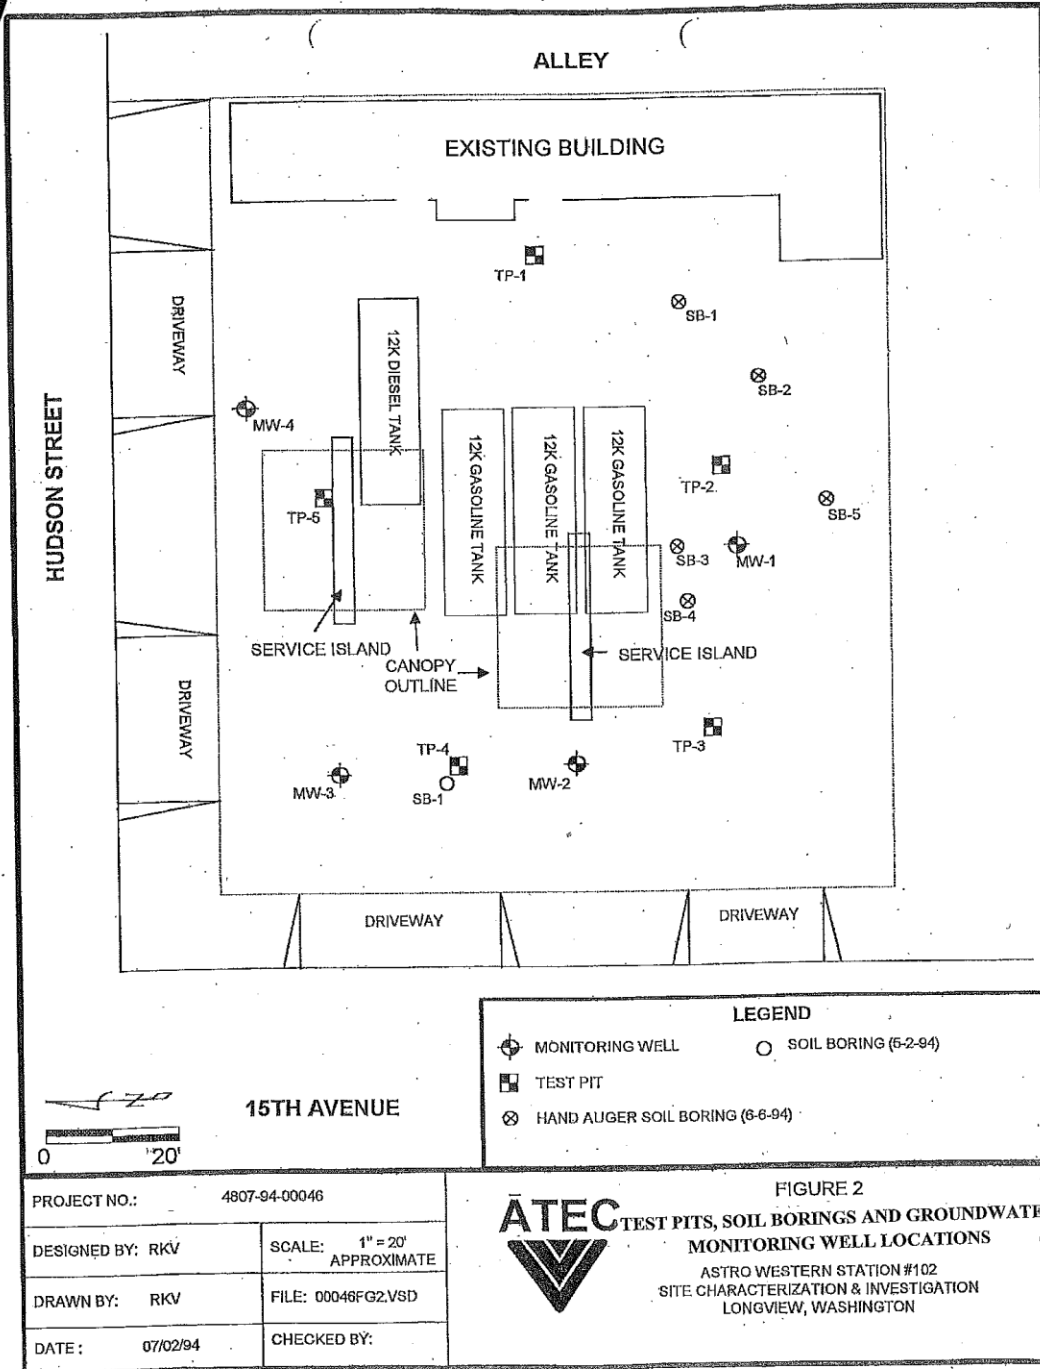 ALLEY
EXISTING BUILDING
TP-1
SB-1
DRIVEWAY
12K DIESEL TANK
SB-2
HUDSON STREET
MW-4
12K GASOLINE TANK
12K GASOLINE TANK
12K GASOLINE TANK
TP-2
SB-5
TP-5
SB-3
MW-1
SB-4
SERVICE ISLAND
CANOPY
OUTLINE
SERVICE ISLAND
DRIVEWAY
TP-4
TP-3
MW-3
SB-1
MW-2
DRIVEWAY
DRIVEWAY
LEGEND
MONITORING WELL
SOIL BORING (5-2-94)
TEST PIT
HAND AUGER SOIL BORING (6-6-94)
N
15TH AVENUE
0 20'
PROJECT NO.: 4807-94-00046
DESIGNED BY: RKV
SCALE: 1" = 20'
APPROXIMATE
DRAWN BY: RKV
FILE: 00046FG2.VSD
DATE: 07/02/94
CHECKED BY:
ATEC
FIGURE 2
TEST PITS, SOIL BORINGS AND GROUNDWATE
MONITORING WELL LOCATIONS
ASTRO WESTERN STATION #102
SITE CHARACTERIZATION & INVESTIGATION
LONGVIEW, WASHINGTON